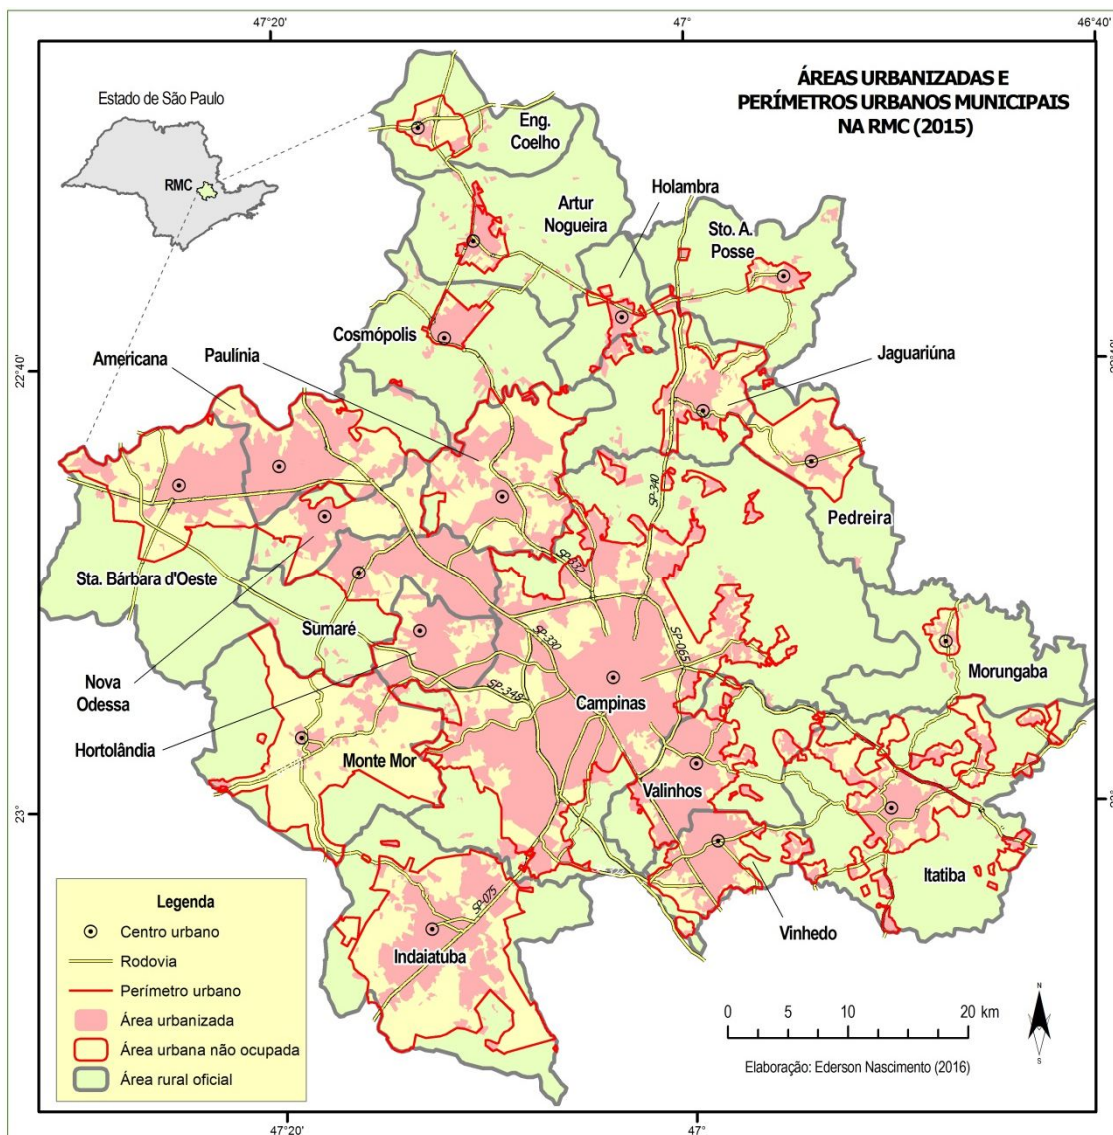 47°20'
47°
46°40'
ÁREAS URBANIZADAS E
PERÍMETROS URBANOS MUNICIPAIS
NA RMC (2015)
Estado de São Paulo
RMC
Eng.
Coelho
Holambra
Artur
Nogueira
Sto. A.
Posse
Cosmópolis
Paulínia
Americana
Jaguariúna
22°40'
SP-340
Pedreira
Sta. Bárbara d'Oeste
SP-332
Sumaré
SP-330
SP-065
Morungaba
Nova
Odessa
SP-348
Campinas
Hortolândia
Monte Mor
Valinhos
23°
Itatiba
Vinhedo
SP-075
Indaiatuba
Legenda
Centro urbano
Rodovia
Perímetro urbano
Área urbanizada
Área urbana não ocupada
Área rural oficial
0 5 10 20 km
N
S
Elaboração: Ederson Nascimento (2016)
47°20'
47°